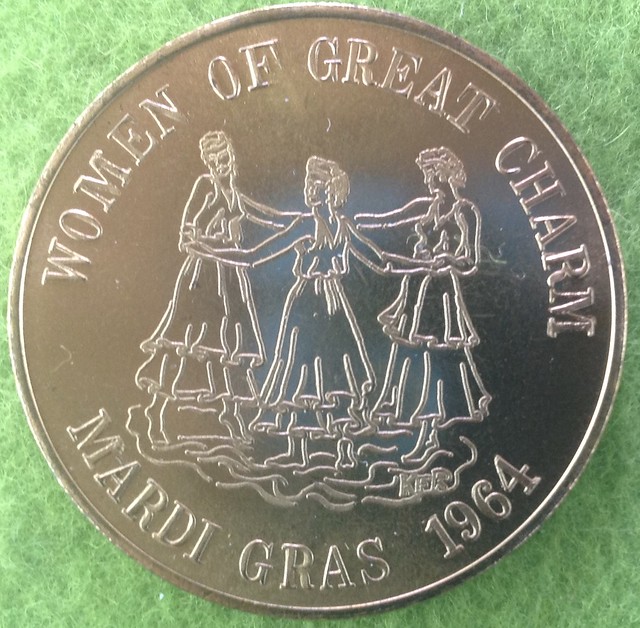 WOMEN OF GREAT CHARM
MARDI GRAS 1964